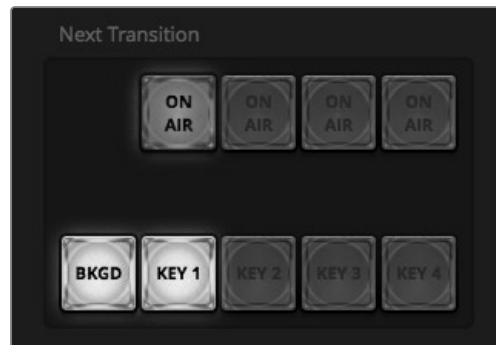 Next Transition
ON AIR ON AIR ON AIR ON AIR
BKGD KEY 1 KEY 2 KEY 3 KEY 4